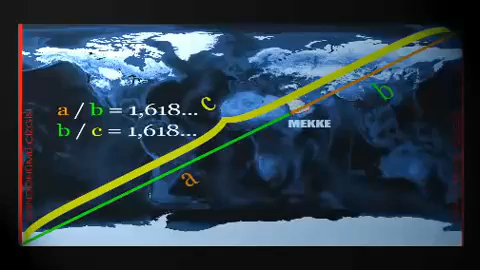 a / b = 1,618...
b / c = 1,618...
c
b
MEKKE
a